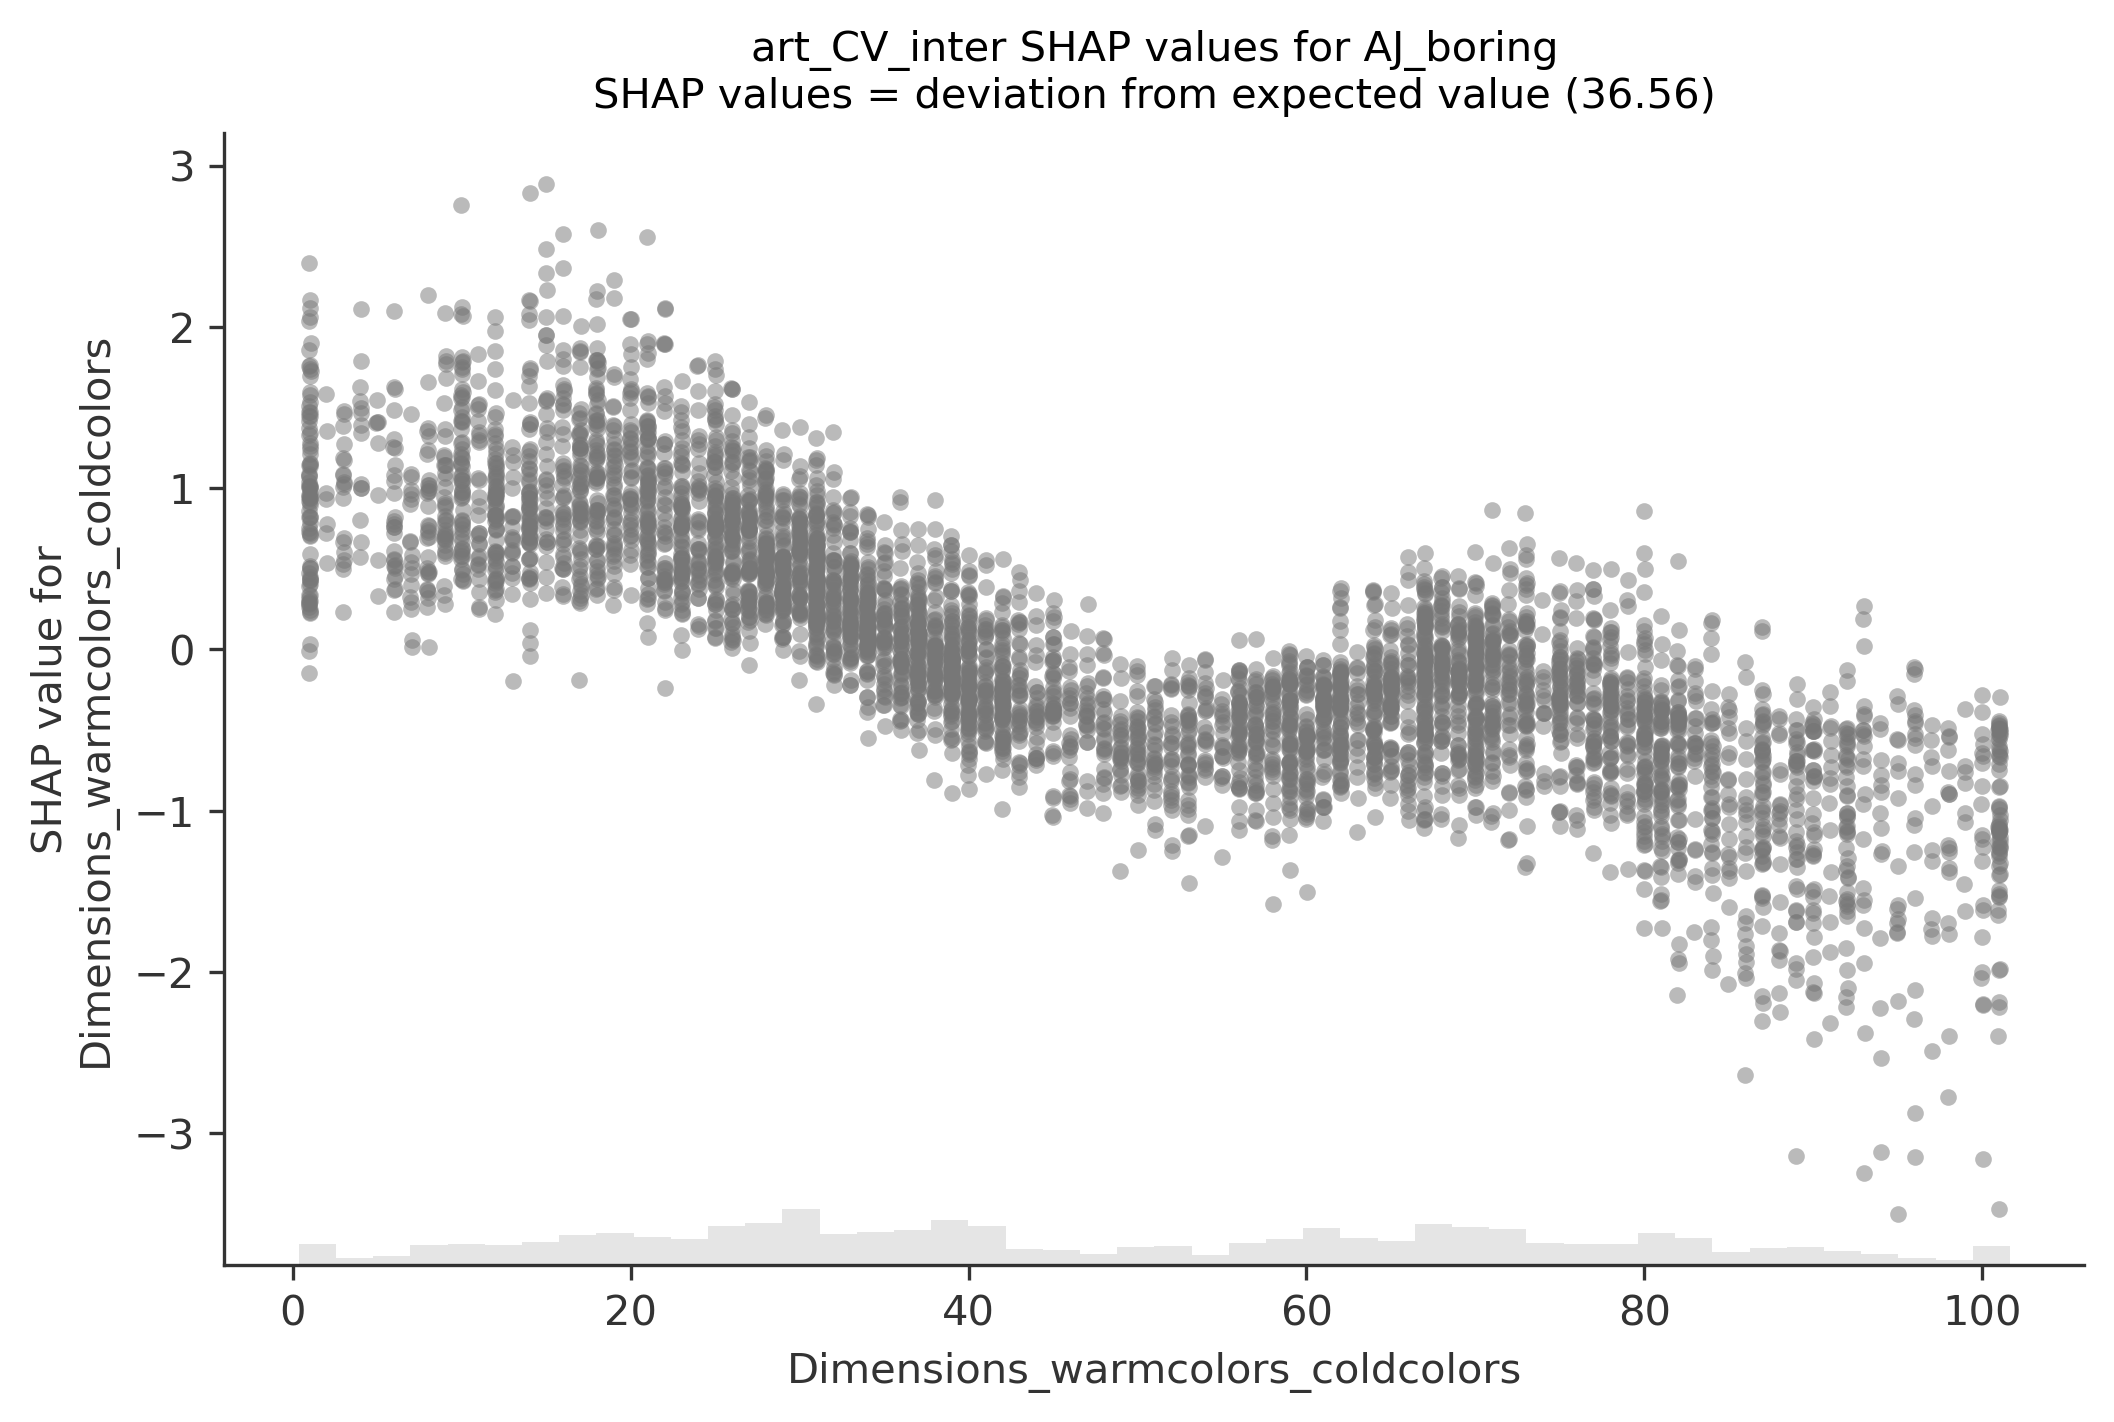 art_CV_inter SHAP values for AJ_boring
SHAP values = deviation from expected value (36.56)
3
2
1
0
−1
−2
−3
SHAP value for
Dimensions_warmcolors_coldcolors
0 20 40 60 80 100
Dimensions_warmcolors_coldcolors